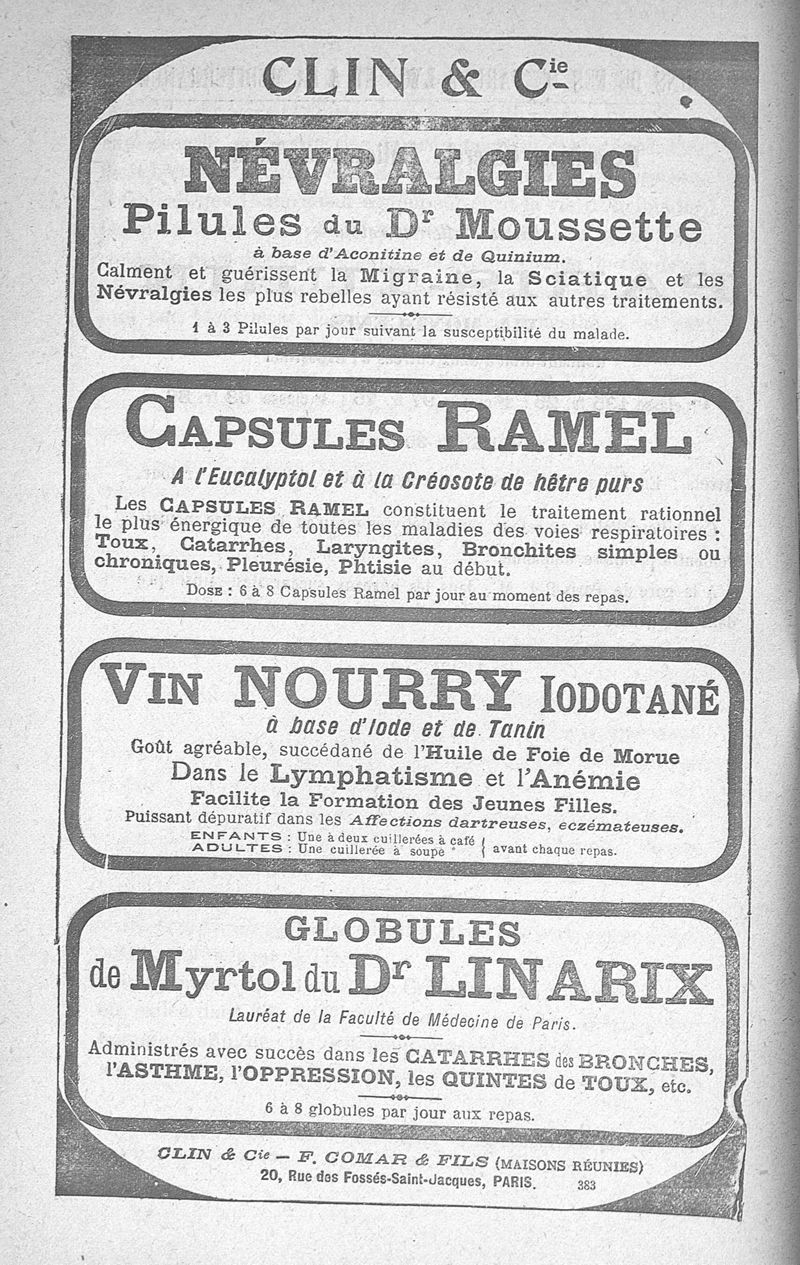 CLIN & Cie
NÉVRALGIES
Pilules du Dr Moussette
à base d'Aconitine et de Quinium.
Calment et guérissent la Migraine, la Sciatique et les
Névralgies les plus rebelles ayant résisté aux autres traitements.
1 à 3 Pilules par jour suivant la susceptibilité du malade.
CAPSULES RAMEL
A l'Eucalyptol et à la Créosote de hêtre purs
Les CAPSULES RAMEL constituent le traitement rationnel
le plus énergique de toutes les maladies des voies respiratoires :
Toux, Catarrhes, Laryngites, Bronchites simples ou
chroniques, Pleurésie, Phtisie au début.
DOSE : 6 à 8 Capsules Ramel par jour au moment des repas.
VIN NOURRY IODOTANÉ
à base d'Iode et de Tanin
Goût agréable, succédané de l'Huile de Foie de Morue
Dans le Lymphatisme et l'Anémie
Facilite la Formation des Jeunes Filles.
Puissant dépuratif dans les Affections dartreuses, eczémateuses.
ENFANTS : Une à deux cuillerées à café
ADULTES : Une cuillerée à soupe " { avant chaque repas.
GLOBULES
de Myrtol du Dr LINARIX
Lauréat de la Faculté de Médecine de Paris.
Administrés avec succès dans les CATARRHES des BRONCHES,
l'ASTHME, l'OPPRESSION, les QUINTES de TOUX, etc.
6 à 8 globules par jour aux repas.
CLIN & Cie — F. COMAR & FILS (MAISONS RÉUNIES)
20, Rue des Fossés-Saint-Jacques, PARIS. 383